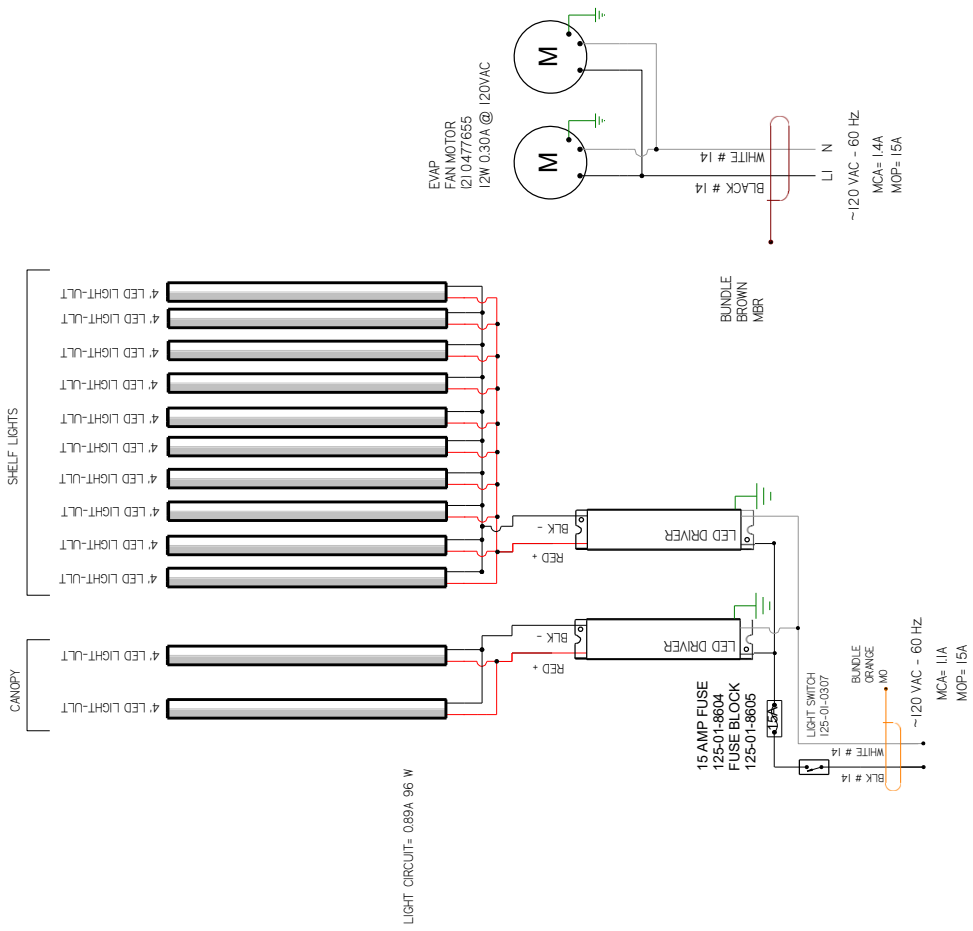 EVAP
FAN MOTOR
1210477655
12W 0.30A @ 120VAC
M
M
WHITE # 14
BLACK # 14
N
L1
~120 VAC - 60 Hz
MCA= 1.4A
MOP= 15A
BUNDLE
BROWN
MBR
SHELF LIGHTS
4' LED LIGHT-ULT
4' LED LIGHT-ULT
4' LED LIGHT-ULT
4' LED LIGHT-ULT
4' LED LIGHT-ULT
4' LED LIGHT-ULT
4' LED LIGHT-ULT
4' LED LIGHT-ULT
4' LED LIGHT-ULT
4' LED LIGHT-ULT
BLK -
RED +
LED DRIVER
CANOPY
4' LED LIGHT-ULT
4' LED LIGHT-ULT
BLK -
RED +
LED DRIVER
15 AMP FUSE
125-01-8604
FUSE BLOCK
125-01-8605
15A
LIGHT SWITCH
125-01-0307
BUNDLE
ORANGE
MO
WHITE # 14
BLK # 14
~120 VAC - 60 Hz
MCA= 1.1A
MOP= 15A
LIGHT CIRCUIT= 0.89A 96 W